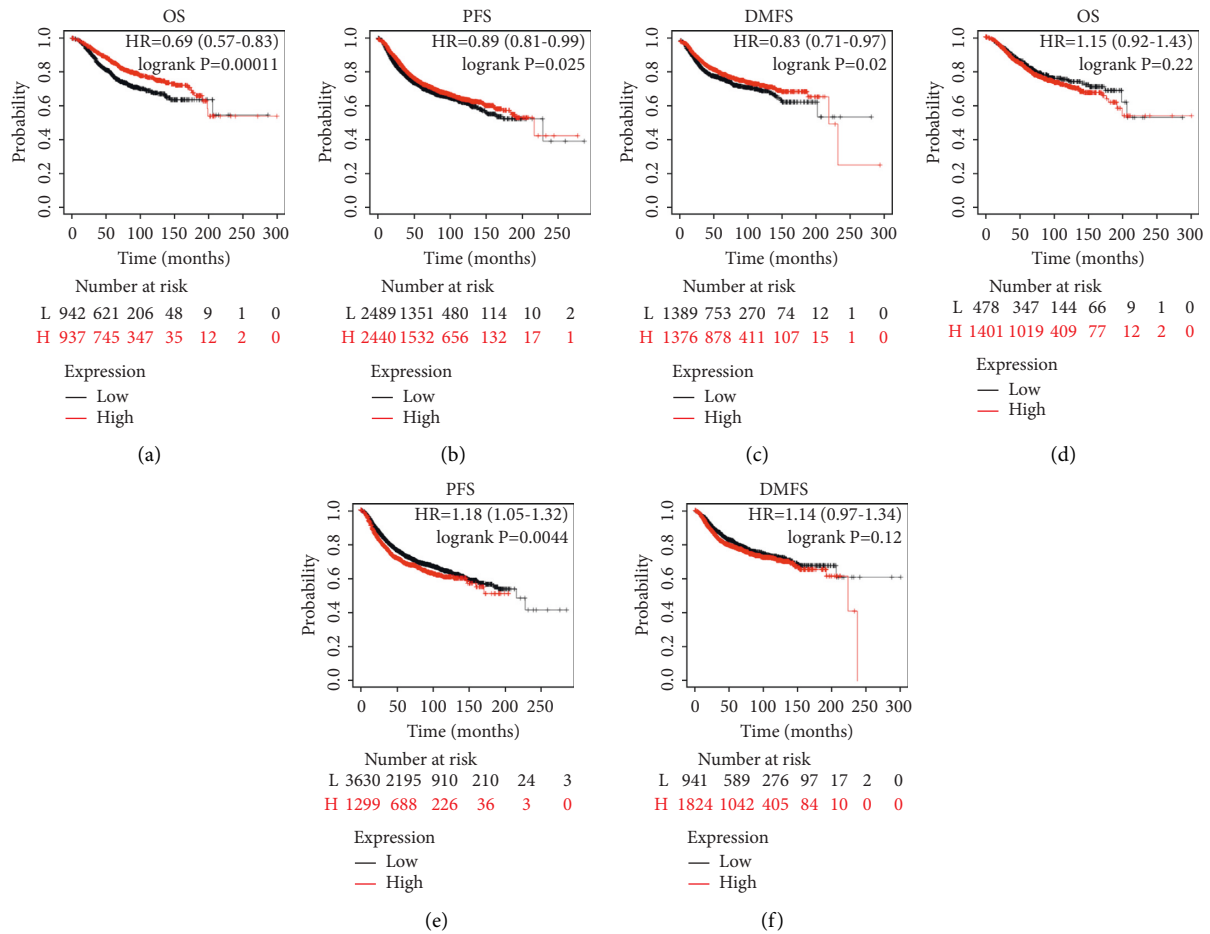 OS
HR=0.69 (0.57-0.83)
logrank P=0.00011
Probability
0.0 0.2 0.4 0.6 0.8 1.0
0 50 100 150 200 250 300
Time (months)
Number at risk
L 942 621 206 48 9 1 0
H 937 745 347 35 12 2 0
Expression
Low
High
(a)
PFS
HR=0.89 (0.81-0.99)
logrank P=0.025
Probability
0.0 0.2 0.4 0.6 0.8 1.0
0 50 100 150 200 250
Time (months)
Number at risk
L 2489 1351 480 114 10 2
H 2440 1532 656 132 17 1
Expression
Low
High
(b)
DMFS
HR=0.83 (0.71-0.97)
logrank P=0.02
Probability
0.0 0.2 0.4 0.6 0.8 1.0
0 50 100 150 200 250 300
Time (months)
Number at risk
L 1389 753 270 74 12 1 0
H 1376 878 411 107 15 1 0
Expression
Low
High
(c)
OS
HR=1.15 (0.92-1.43)
logrank P=0.22
Probability
0.0 0.2 0.4 0.6 0.8 1.0
0 50 100 150 200 250 300
Time (months)
Number at risk
L 478 347 144 66 9 1 0
H 1401 1019 409 77 12 2 0
Expression
Low
High
(d)
PFS
HR=1.18 (1.05-1.32)
logrank P=0.0044
Probability
0.0 0.2 0.4 0.6 0.8 1.0
0 50 100 150 200 250
Time (months)
Number at risk
L 3630 2195 910 210 24 3
H 1299 688 226 36 3 0
Expression
Low
High
(e)
DMFS
HR=1.14 (0.97-1.34)
logrank P=0.12
Probability
0.0 0.2 0.4 0.6 0.8 1.0
0 50 100 150 200 250 300
Time (months)
Number at risk
L 941 589 276 97 17 2 0
H 1824 1042 405 84 10 0 0
Expression
Low
High
(f)